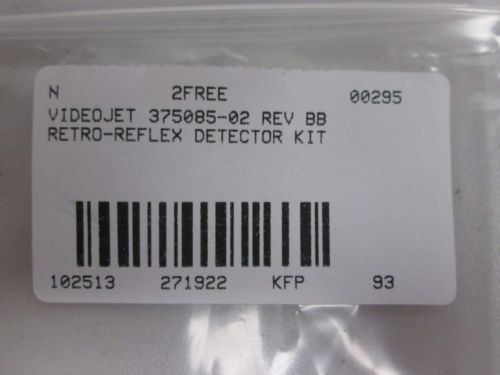 N 2FREE 00295
VIDEOJET 375085-02 REV BB
RETRO-REFLEX DETECTOR KIT
102513 271922 KFP 93